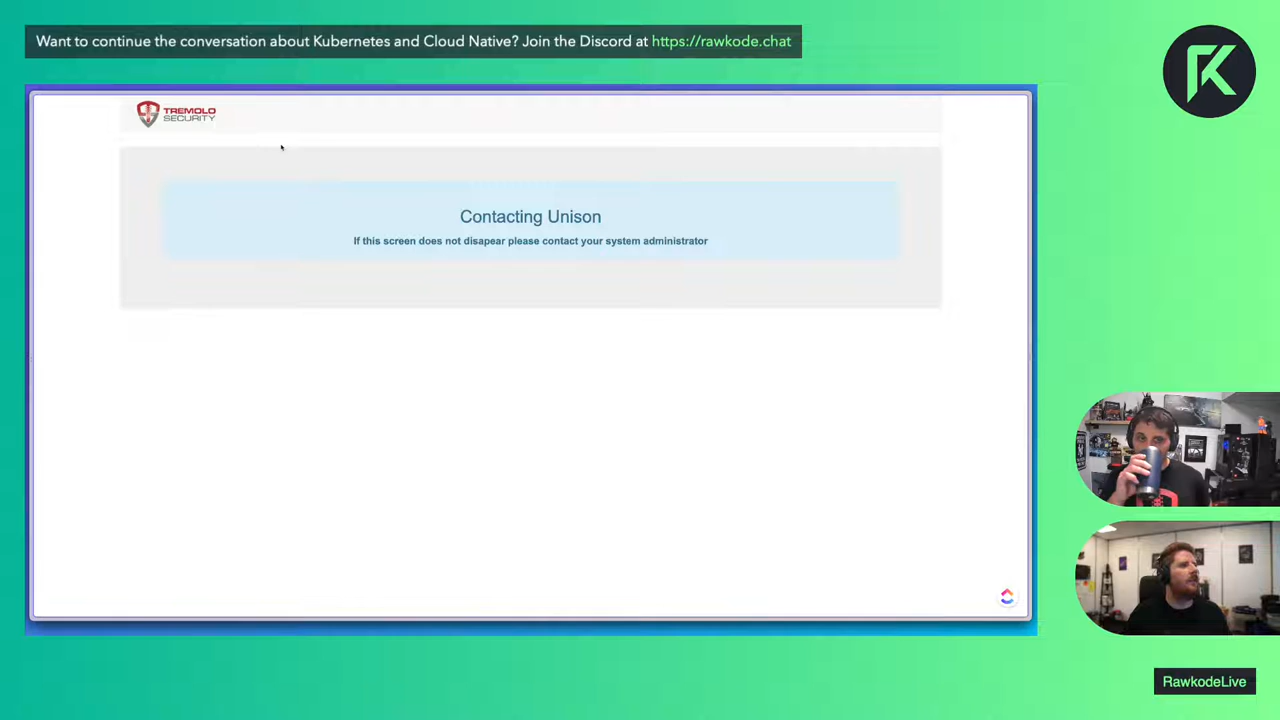 Want to continue the conversation about Kubernetes and Cloud Native? Join the Discord at https://rawkode.chat
TREMOLO
SECURITY
Contacting Unison
If this screen does not disapear please contact your system administrator
RawkodeLive